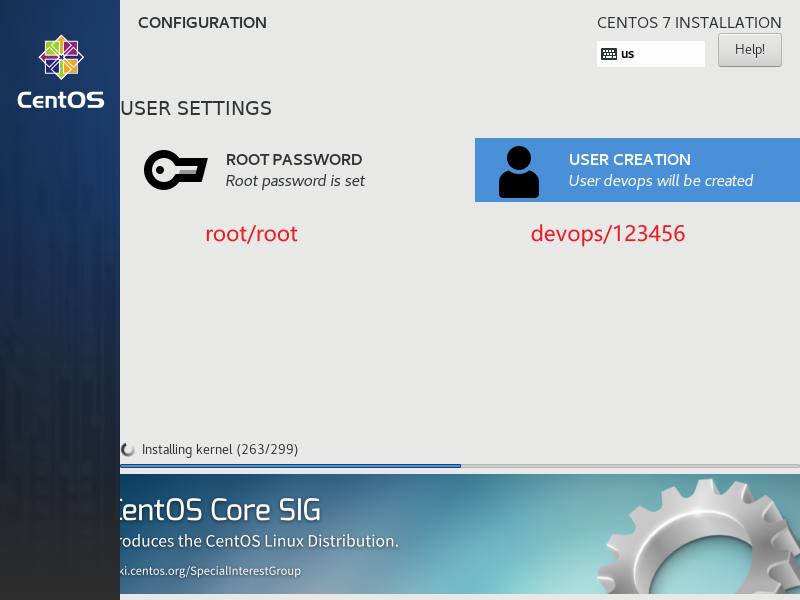 CONFIGURATION
CENTOS 7 INSTALLATION
us
Help!
CentOS
USER SETTINGS
ROOT PASSWORD
Root password is set
USER CREATION
User devops will be created
root/root
devops/123456
Installing kernel (263/299)
CentOS Core SIG
roduces the CentOS Linux Distribution.
ki.centos.org/SpecialInterestGroup